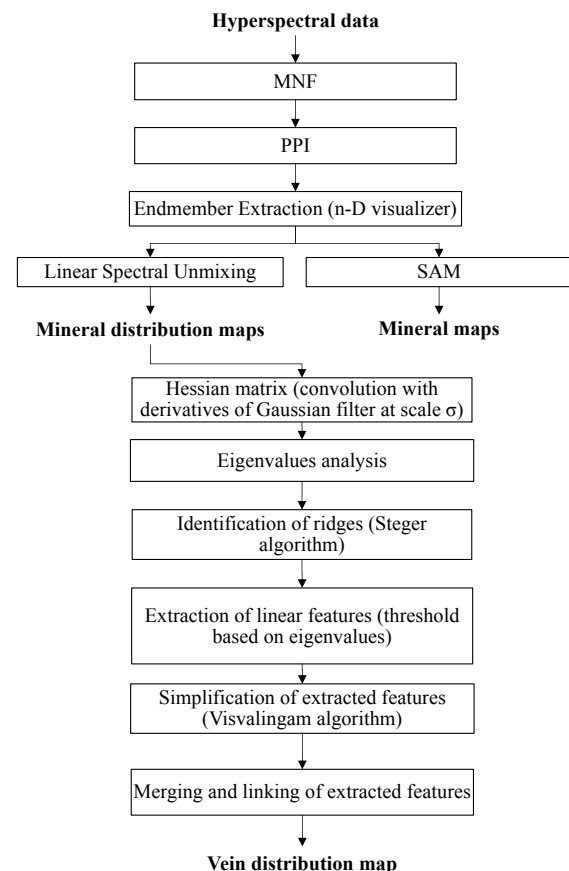 Hyperspectral data
MNF
PPI
Endmember Extraction (n-D visualizer)
Linear Spectral Unmixing
SAM
Mineral distribution maps
Mineral maps
Hessian matrix (convolution with
derivatives of Gaussian filter at scale σ)
Eigenvalues analysis
Identification of ridges (Steger
algorithm)
Extraction of linear features (threshold
based on eigenvalues)
Simplification of extracted features
(Visvalingam algorithm)
Merging and linking of extracted features
Vein distribution map